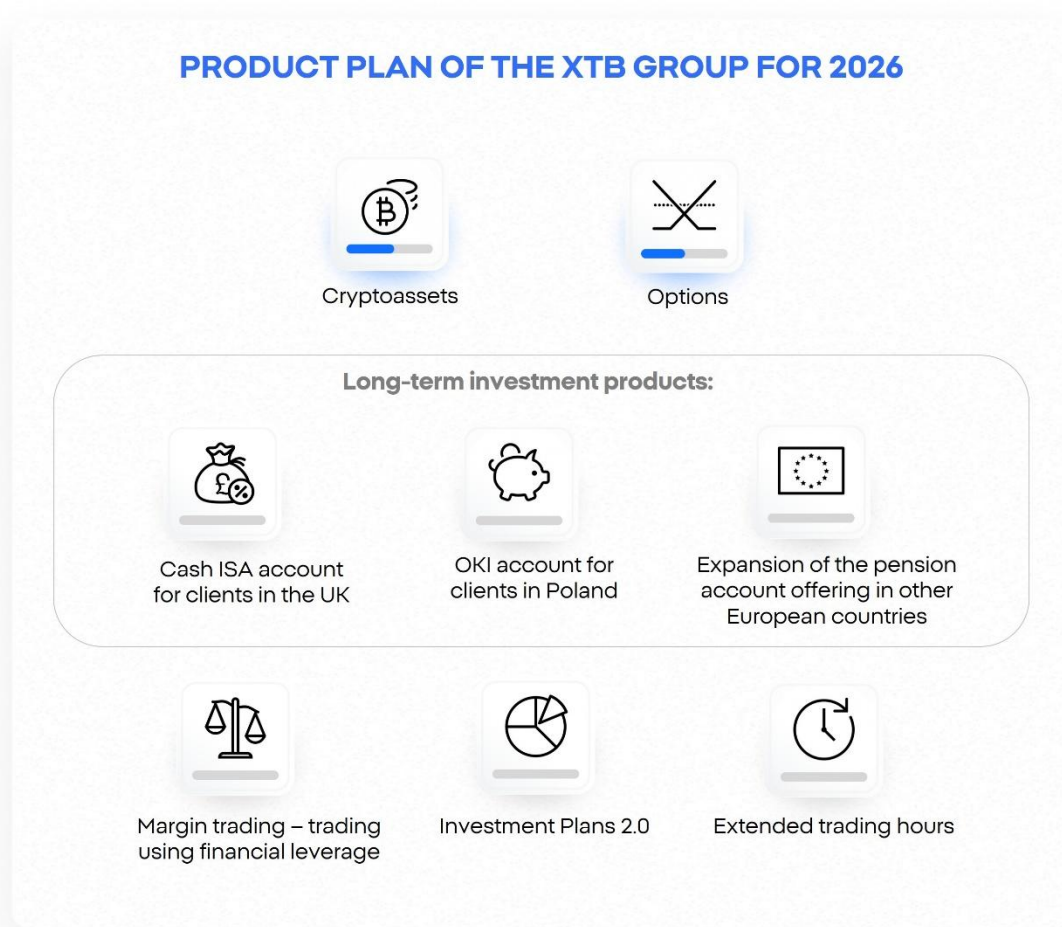 PRODUCT PLAN OF THE XTB GROUP FOR 2026
Cryptoassets
Options
Long-term investment products:
£
%
Cash ISA account
for clients in the UK
OKI account for
clients in Poland
Expansion of the pension
account offering in other
European countries
Margin trading – trading
using financial leverage
Investment Plans 2.0
Extended trading hours